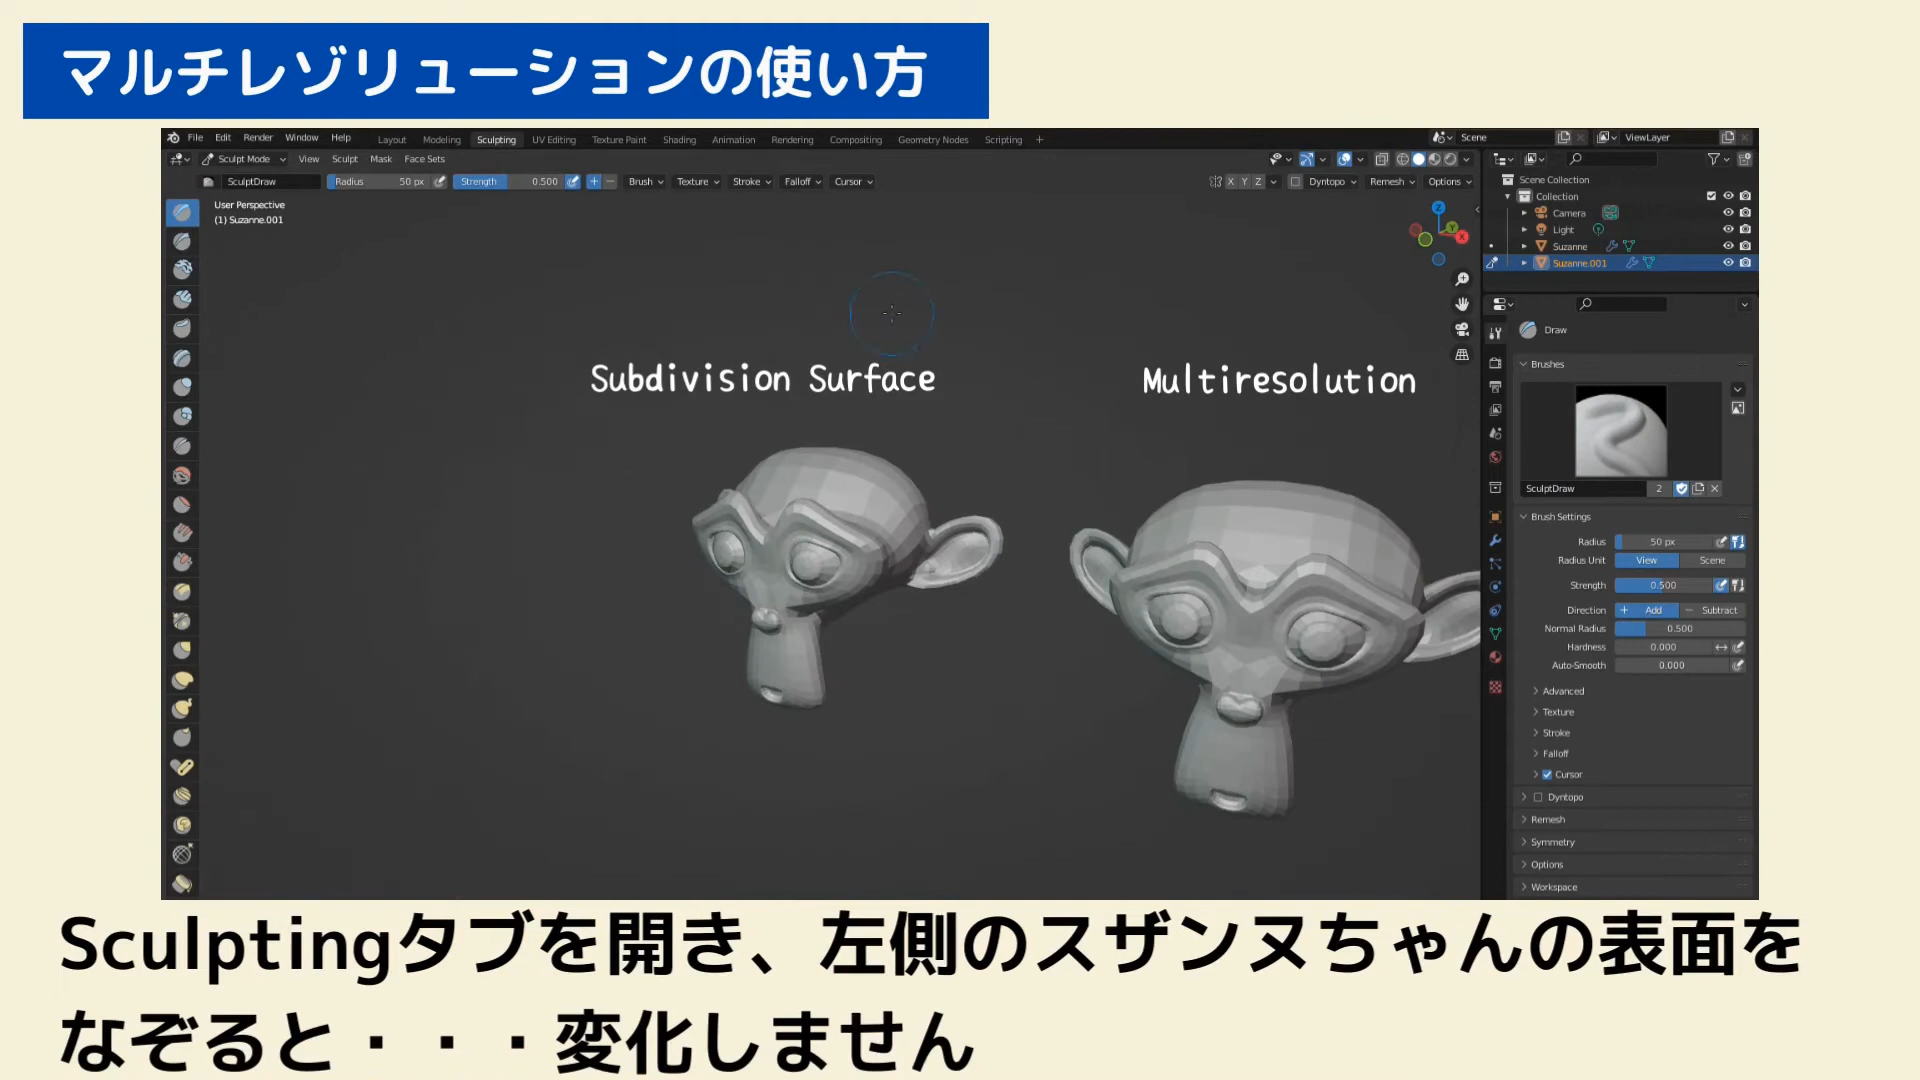 マルチレゾリューションの使い方
File Edit Render Window Help Layout Modeling Sculpting UV Editing Texture Paint Shading Animation Rendering Compositing Geometry Nodes Scripting + Scene ViewLayer
Sculpt Mode View Sculpt Mask Face Sets
SculptDraw Radius 50 px Strength 0.500 + − Brush Texture Stroke Falloff Cursor X Y Z Dyntopo Remesh Options
User Perspective
(1) Suzanne.001
Z
Y
X
Subdivision Surface
Multiresolution
Scene Collection
Collection
Camera
Light
Suzanne
Suzanne.001
Draw
Brushes
SculptDraw 2
Brush Settings
Radius 50 px
Radius Unit View Scene
Strength 0.500
Direction + Add − Subtract
Normal Radius 0.500
Hardness 0.000
Auto-Smooth 0.000
Advanced
Texture
Stroke
Falloff
Cursor
Dyntopo
Remesh
Symmetry
Options
Workspace
Sculptingタブを開き、左側のスザンヌちゃんの表面を
なぞると・・・変化しません